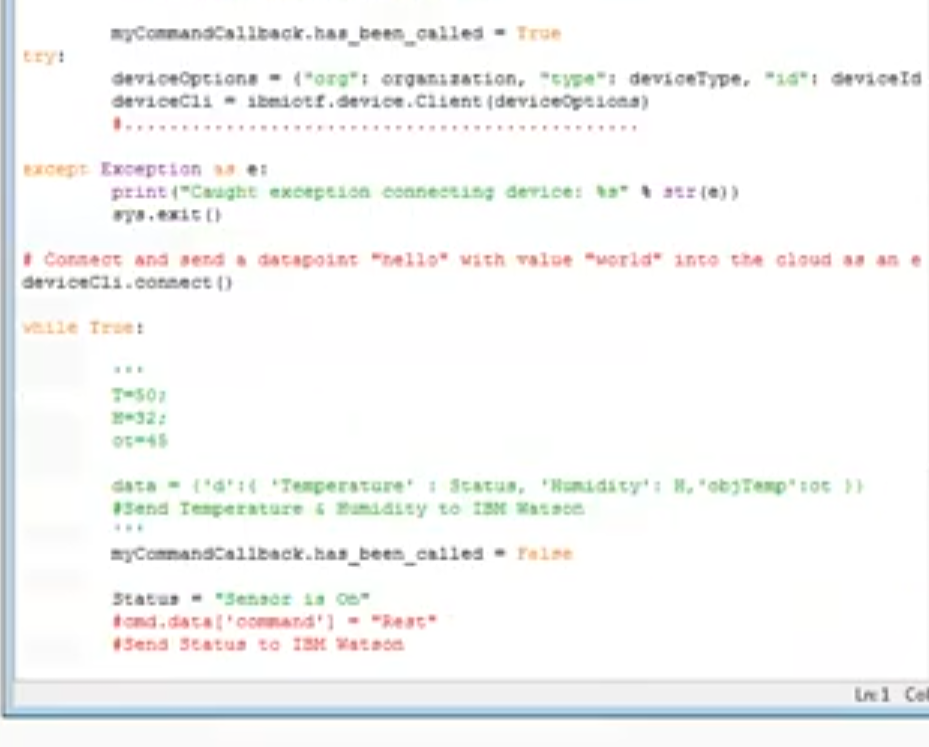 myCommandCallback.has_been_called = True
try:
deviceOptions = {"org": organization, "type": deviceType, "id": deviceId
deviceCli = ibmiotf.device.Client(deviceOptions)
#..............................................
except Exception as e:
print("Caught exception connecting device: %s" % str(e))
sys.exit()
# Connect and send a datapoint "hello" with value "world" into the cloud as an e
deviceCli.connect()
while True:
'''
T=50;
H=32;
ot=45
data = {'d':{ 'Temperature' : Status, 'Humidity': H,'objTemp':ot }}
#Send Temperature & Humidity to IBM Watson
'''
myCommandCallback.has_been_called = False
Status = "Sensor is On"
#cmd.data['command'] = "Rest"
#Send Status to IBM Watson
Ln:1 Col